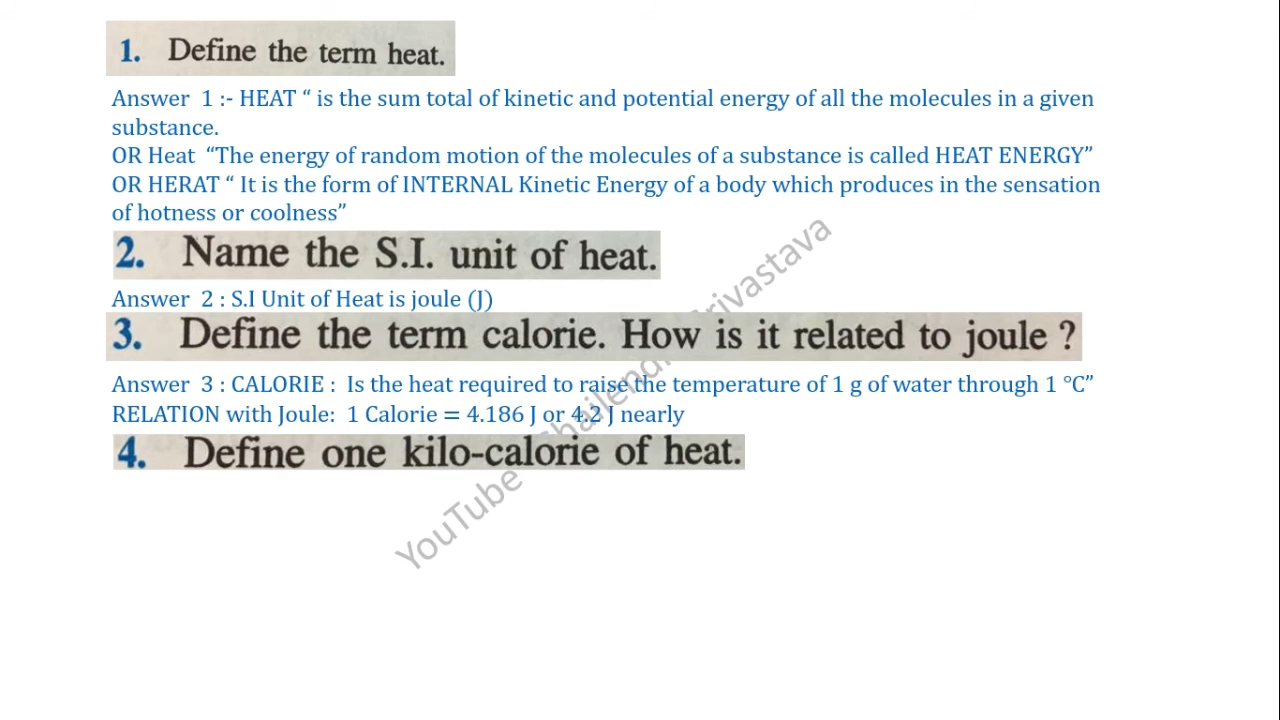 1. Define the term heat.
Answer 1 :- HEAT “ is the sum total of kinetic and potential energy of all the molecules in a given
substance.
OR Heat “The energy of random motion of the molecules of a substance is called HEAT ENERGY”
OR HERAT “ It is the form of INTERNAL Kinetic Energy of a body which produces in the sensation
of hotness or coolness”
2. Name the S.I. unit of heat.
Answer 2 : S.I Unit of Heat is joule (J)
3. Define the term calorie. How is it related to joule ?
Answer 3 : CALORIE : Is the heat required to raise the temperature of 1 g of water through 1 °C”
RELATION with Joule: 1 Calorie = 4.186 J or 4.2 J nearly
4. Define one kilo-calorie of heat.
YouTube